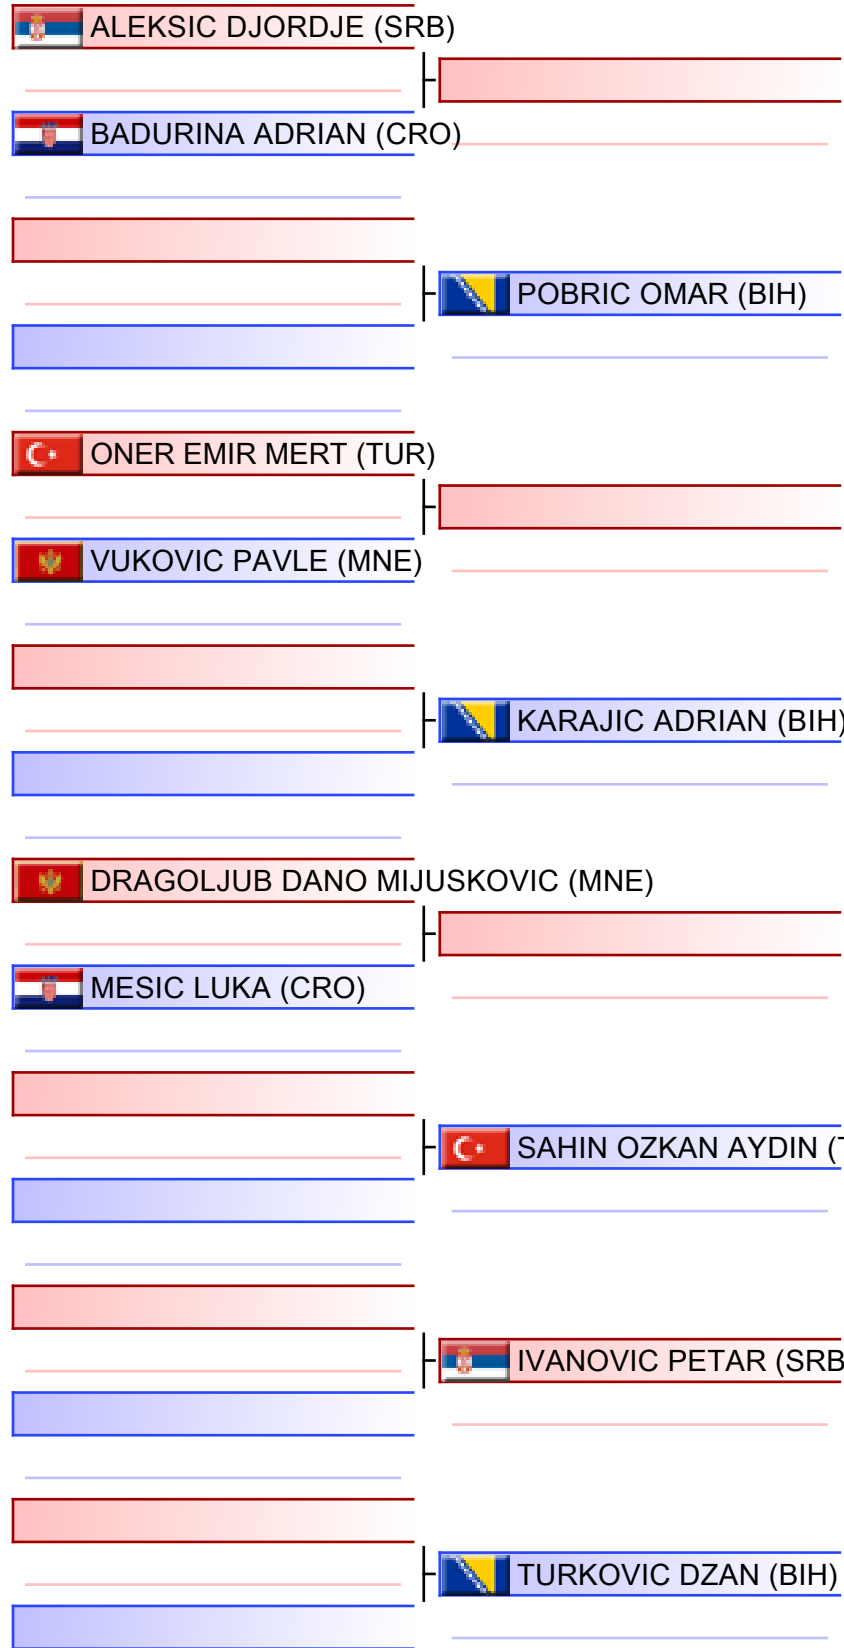 ALEKSIC DJORDJE (SRB)
BADURINA ADRIAN (CRO)
POBRIC OMAR (BIH)
ONER EMIR MERT (TUR)
VUKOVIC PAVLE (MNE)
KARAJIC ADRIAN (BIH)
DRAGOLJUB DANO MIJUSKOVIC (MNE)
MESIC LUKA (CRO)
SAHIN OZKAN AYDIN (
IVANOVIC PETAR (SRB
TURKOVIC DZAN (BIH)